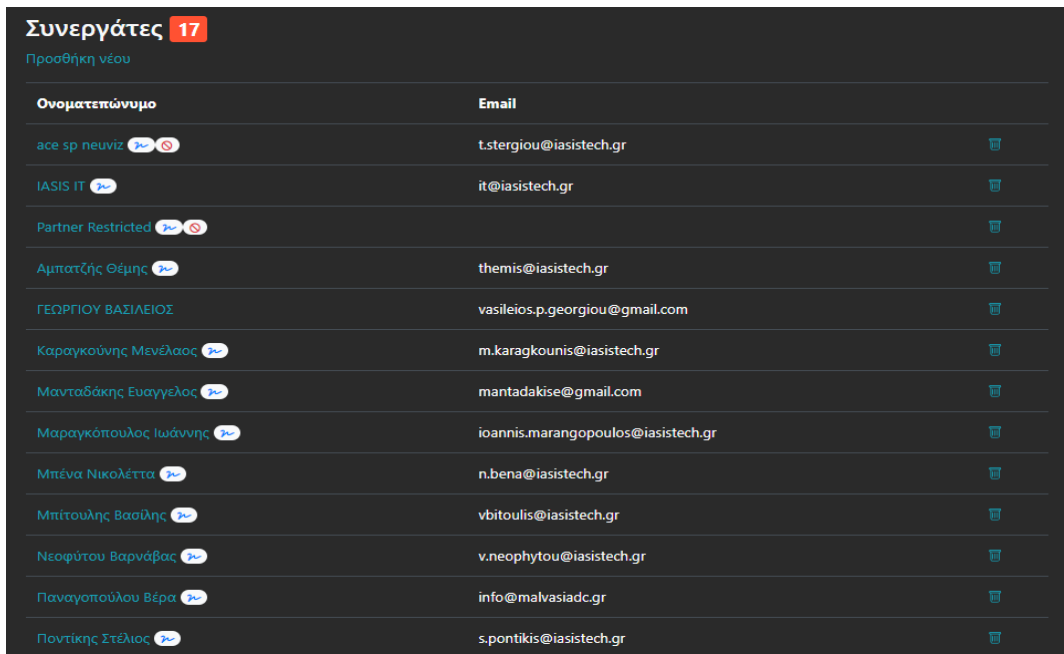 Συνεργάτες 17
Προσθήκη νέου
Ονοματεπώνυμο Email
ace sp neuviz t.stergiou@iasistech.gr
IASIS IT it@iasistech.gr
Partner Restricted
Αμπατζής Θέμης themis@iasistech.gr
ΓΕΩΡΓΙΟΥ ΒΑΣΙΛΕΙΟΣ vasileios.p.georgiou@gmail.com
Καραγκούνης Μενέλαος m.karagkounis@iasistech.gr
Μανταδάκης Ευαγγελος mantadakise@gmail.com
Μαραγκόπουλος Ιωάννης ioannis.marangopoulos@iasistech.gr
Μπένα Νικολέττα n.bena@iasistech.gr
Μπίτουλης Βασίλης vbitoulis@iasistech.gr
Νεοφύτου Βαρνάβας v.neophytou@iasistech.gr
Παναγοπούλου Βέρα info@malvasiadc.gr
Ποντίκης Στέλιος s.pontikis@iasistech.gr